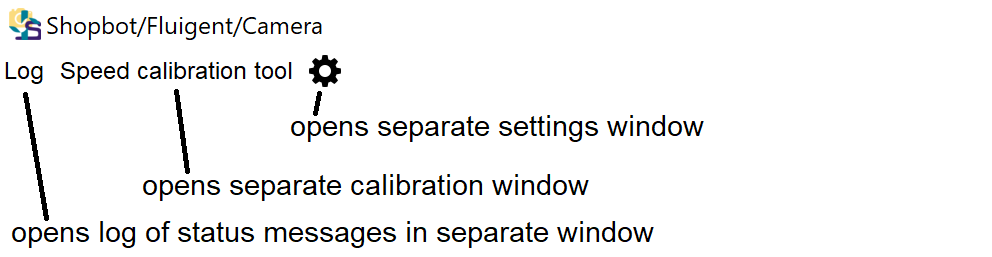 Shopbot/Fluigent/Camera
Log Speed calibration tool
opens separate settings window
opens separate calibration window
opens log of status messages in separate window